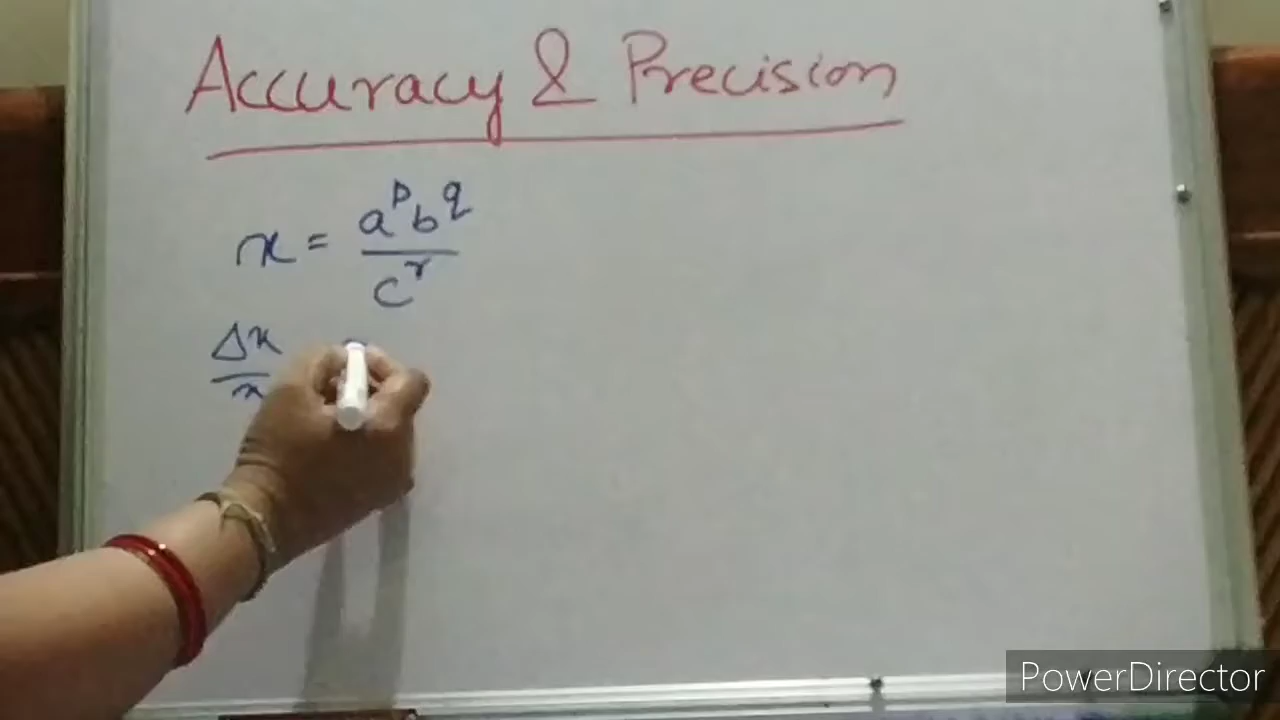 Accuracy & Precision
x = a^p b^q / c^r
Δx / x
PowerDirector